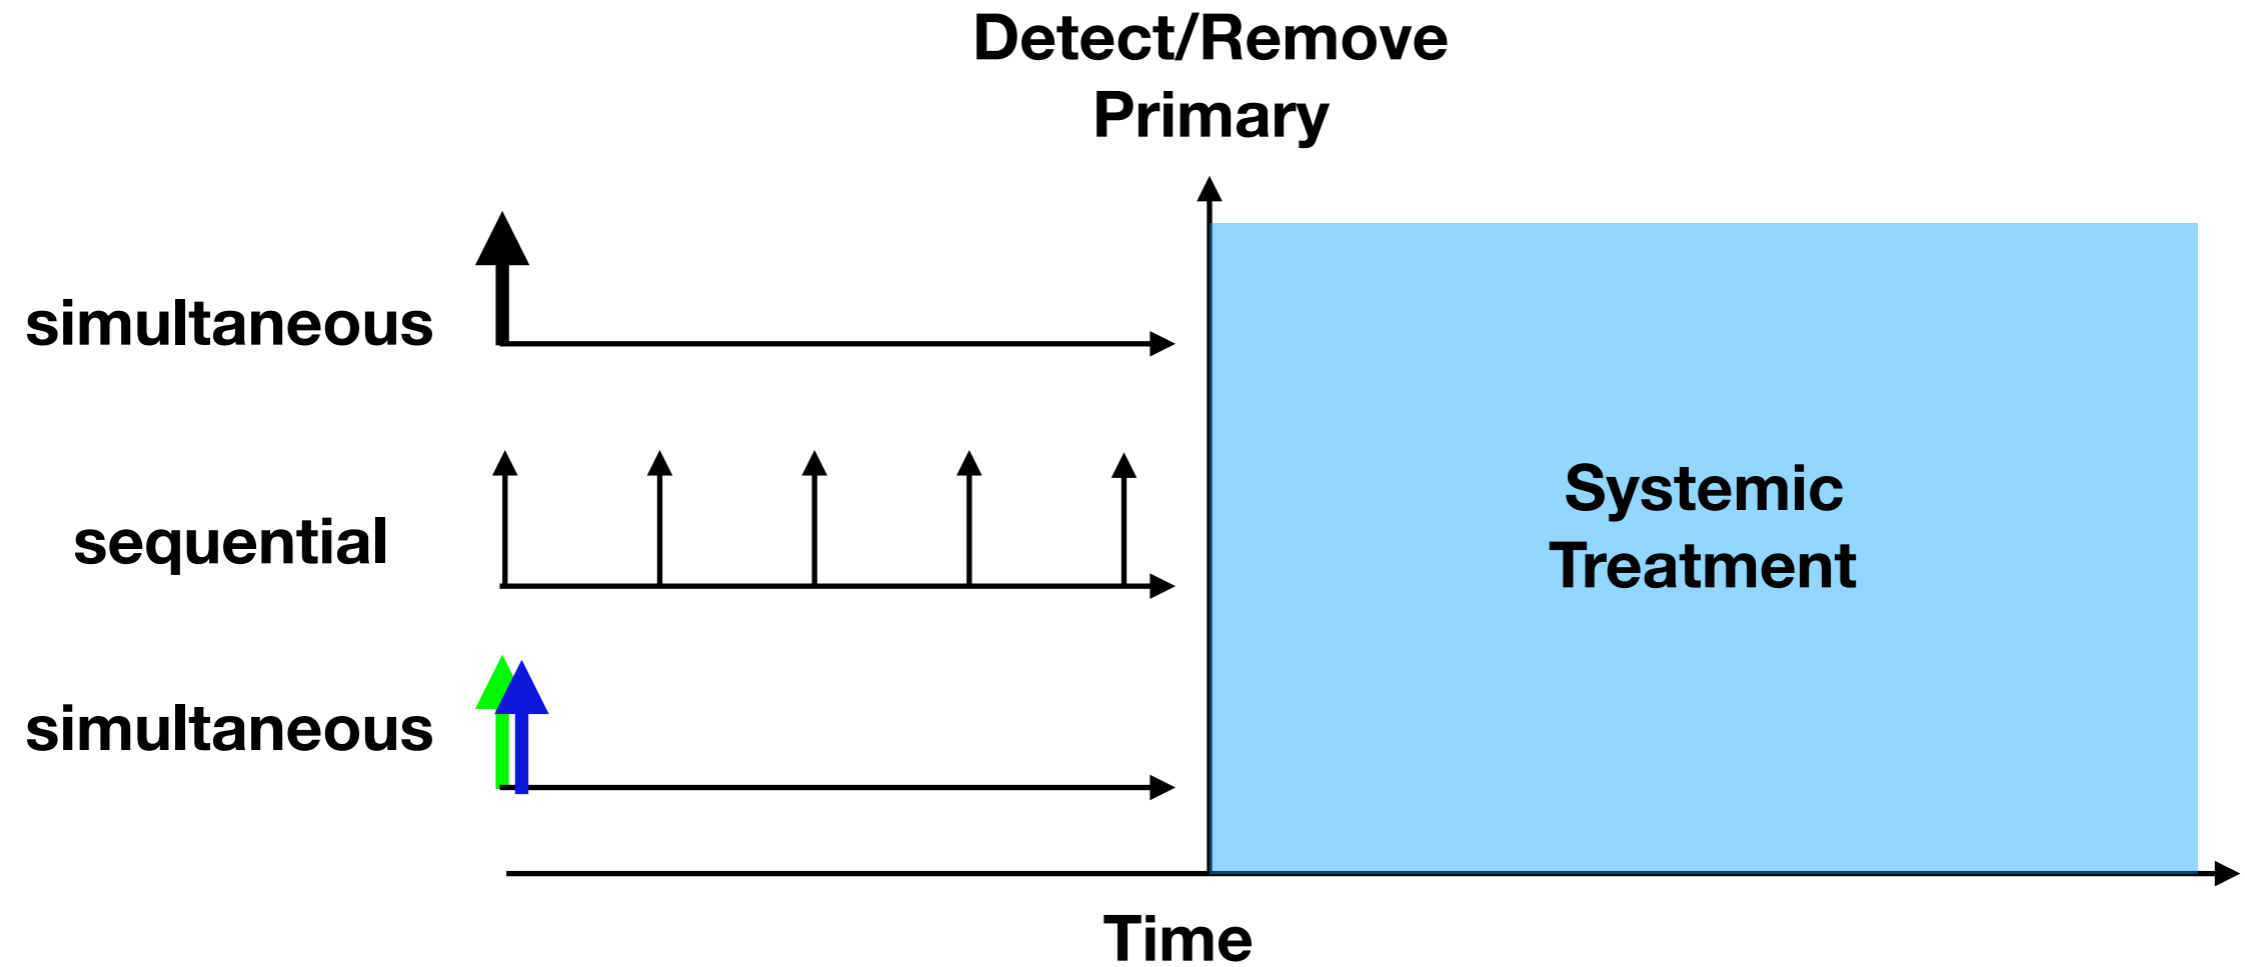 Detect/Remove
Primary
simultaneous
sequential
simultaneous
Systemic
Treatment
Time